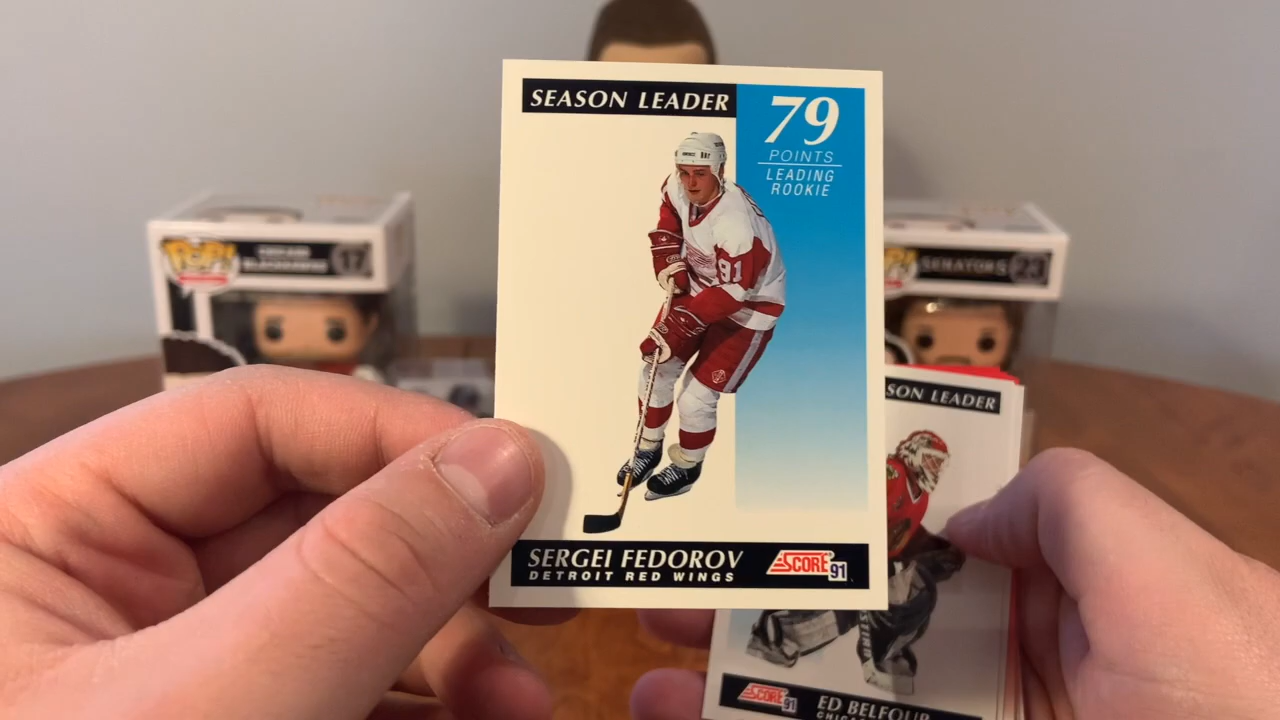 SEASON LEADER
79
POINTS
LEADING
ROOKIE
91
SERGEI FEDOROV
DETROIT RED WINGS
SCORE 91
POP!
17
SENATORS 23
SON LEADER
SCORE 91
ED BELFOUR